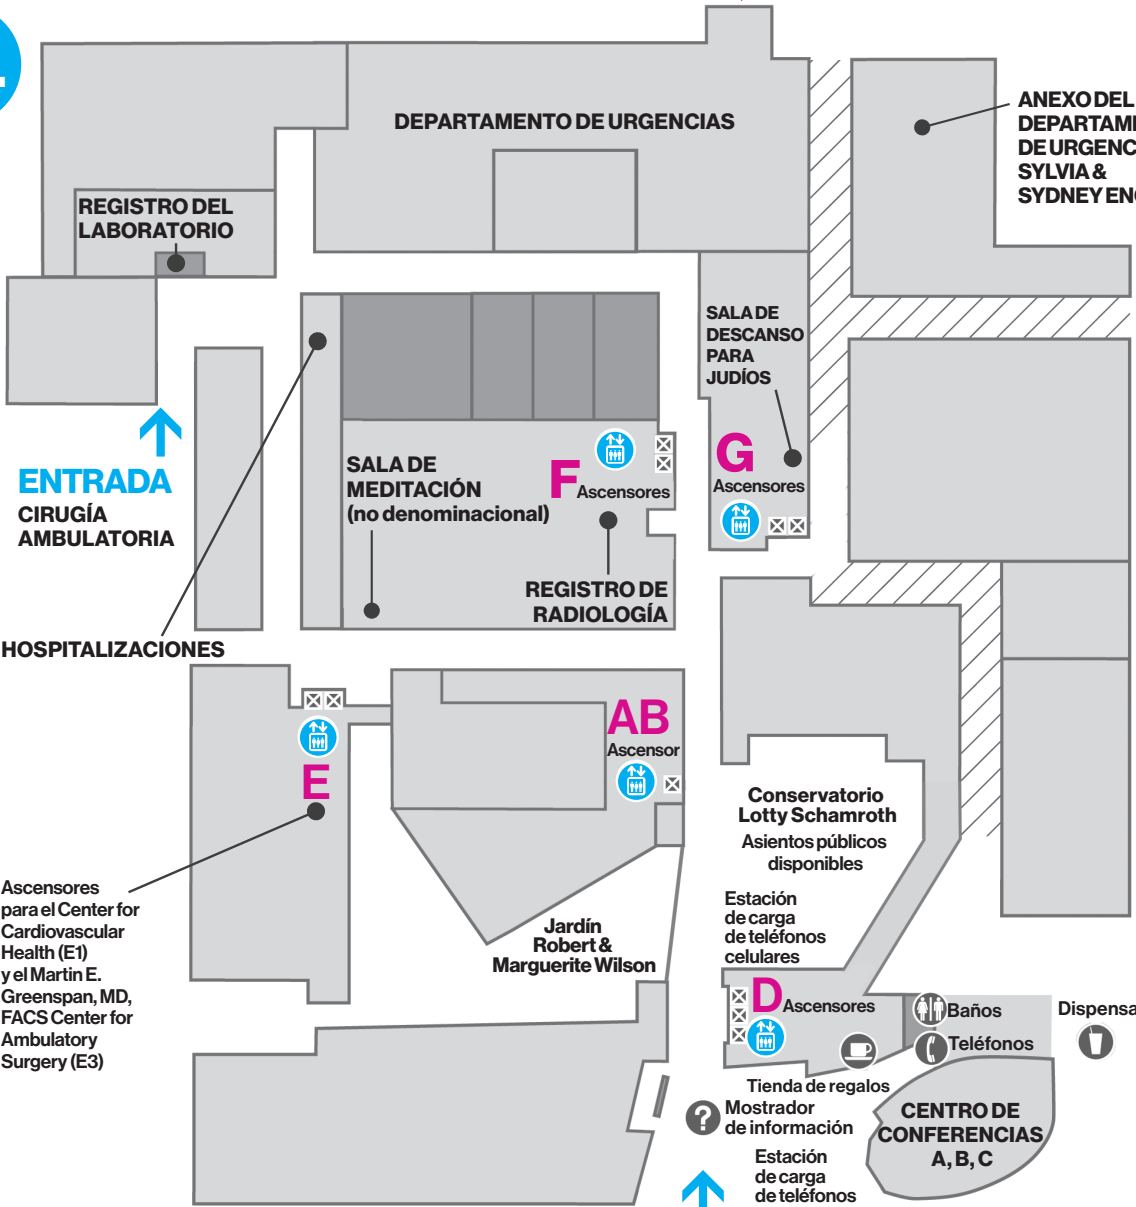 DEPARTAMENTO DE URGENCIAS
ANEXO DEL
DE URGENC
SYLVIA &
SYDNEY
REGISTRO DEL
LABORATORIO
SALA DE
DESCANSO
PARA
JUDÍOS
ENTRADA
CIRUGÍA
AMBULATORIA
SALA DE
MEDITACIÓN
(no denominacional)
F
Ascensores
G
Ascensores
REGISTRO DE
RADIOLOGÍA
HOSPITALIZACIONES
E
AB
Ascensor
Conservatorio
Lotty Schamroth
Asientos públicos
disponibles
Ascensores
para el Center for
Cardiovascular
Health (E1)
y el Martin E.
Greenspan, MD,
FACS Center for
Ambulatory
Surgery (E3)
Jardín
Robert &
Marguerite Wilson
Estación
de carga
de teléfonos
celulares
D
Ascensores
Baños
Teléfonos
Dispensa
Tienda de regalos
?
Mostrador
de información
CENTRO DE
CONFERENCIAS
A, B, C
Estación
de carga
de teléfonos